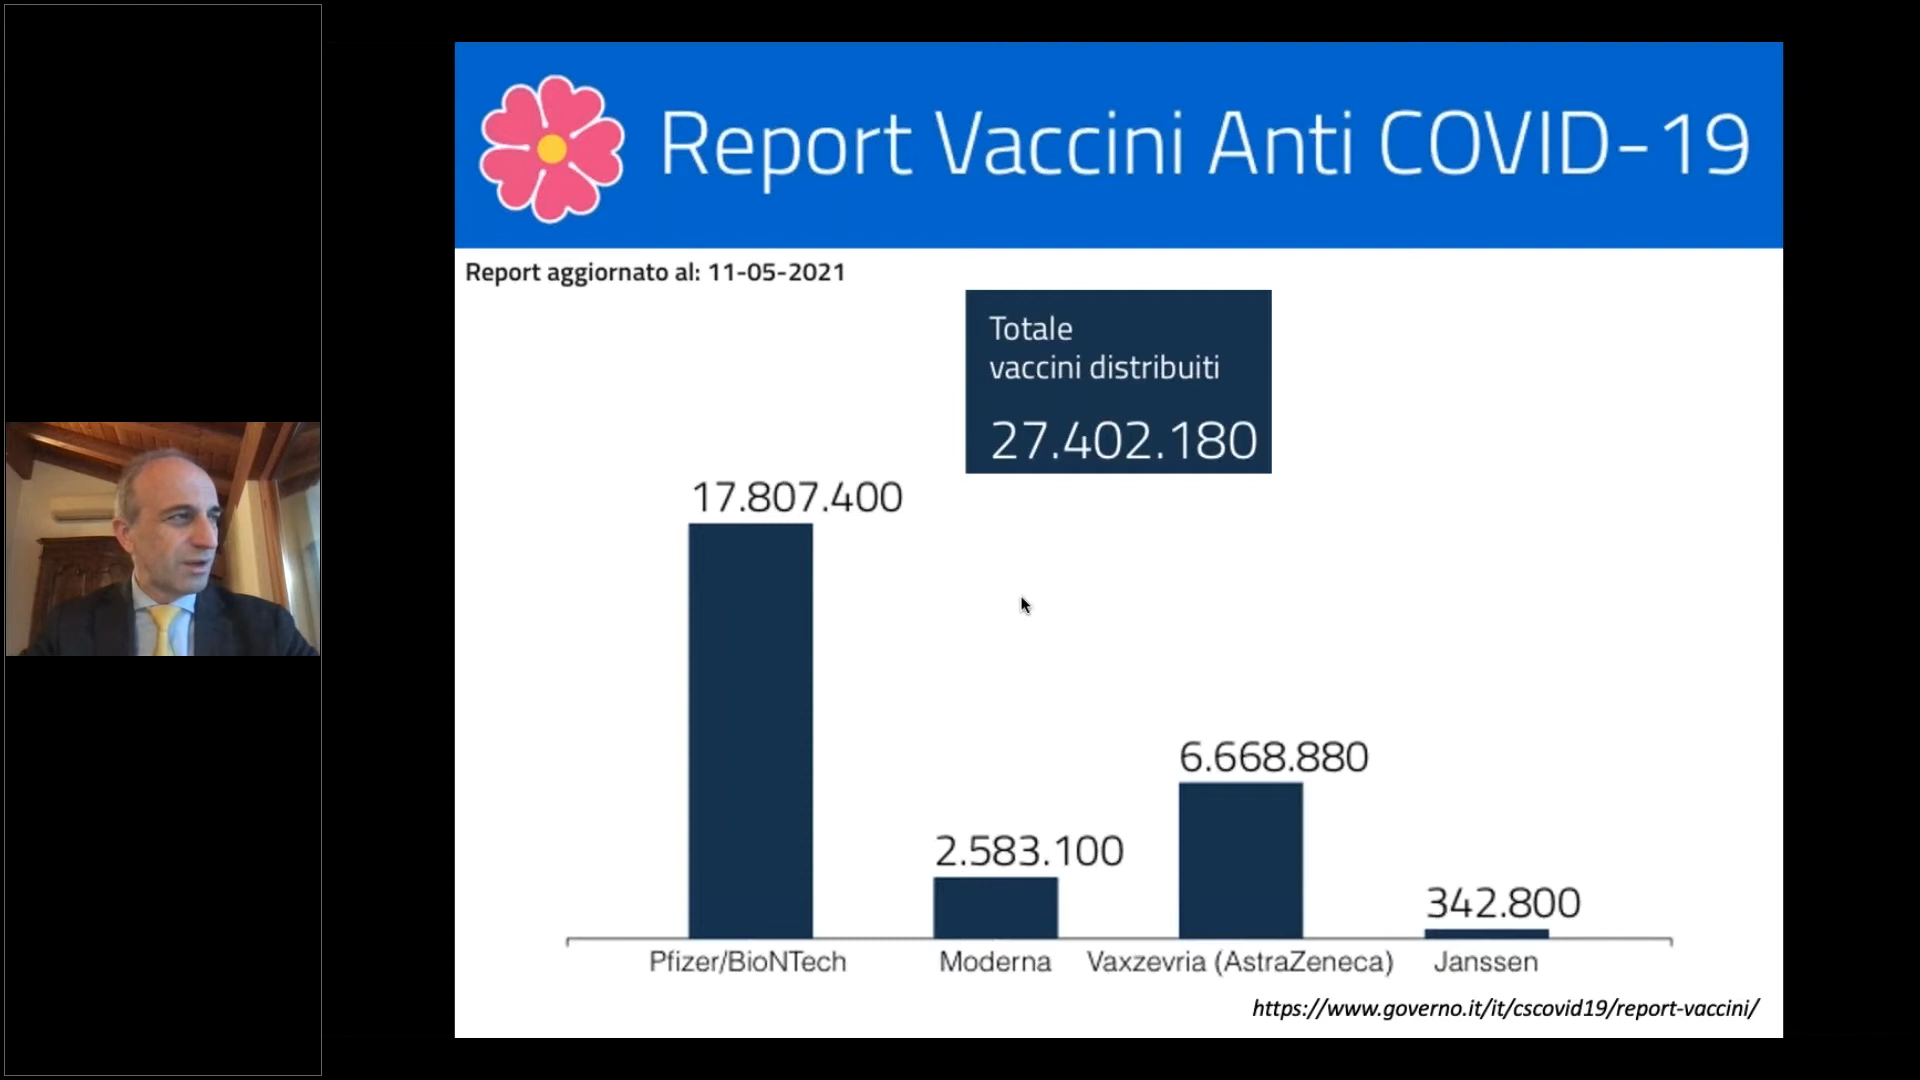 Report Vaccini Anti COVID-19
Report aggiornato al: 11-05-2021
Totale
vaccini distribuiti
27.402.180
17.807.400
2.583.100
6.668.880
342.800
Pfizer/BioNTech
Moderna
Vaxzevria (AstraZeneca)
Janssen
https://www.governo.it/it/cscovid19/report-vaccini/